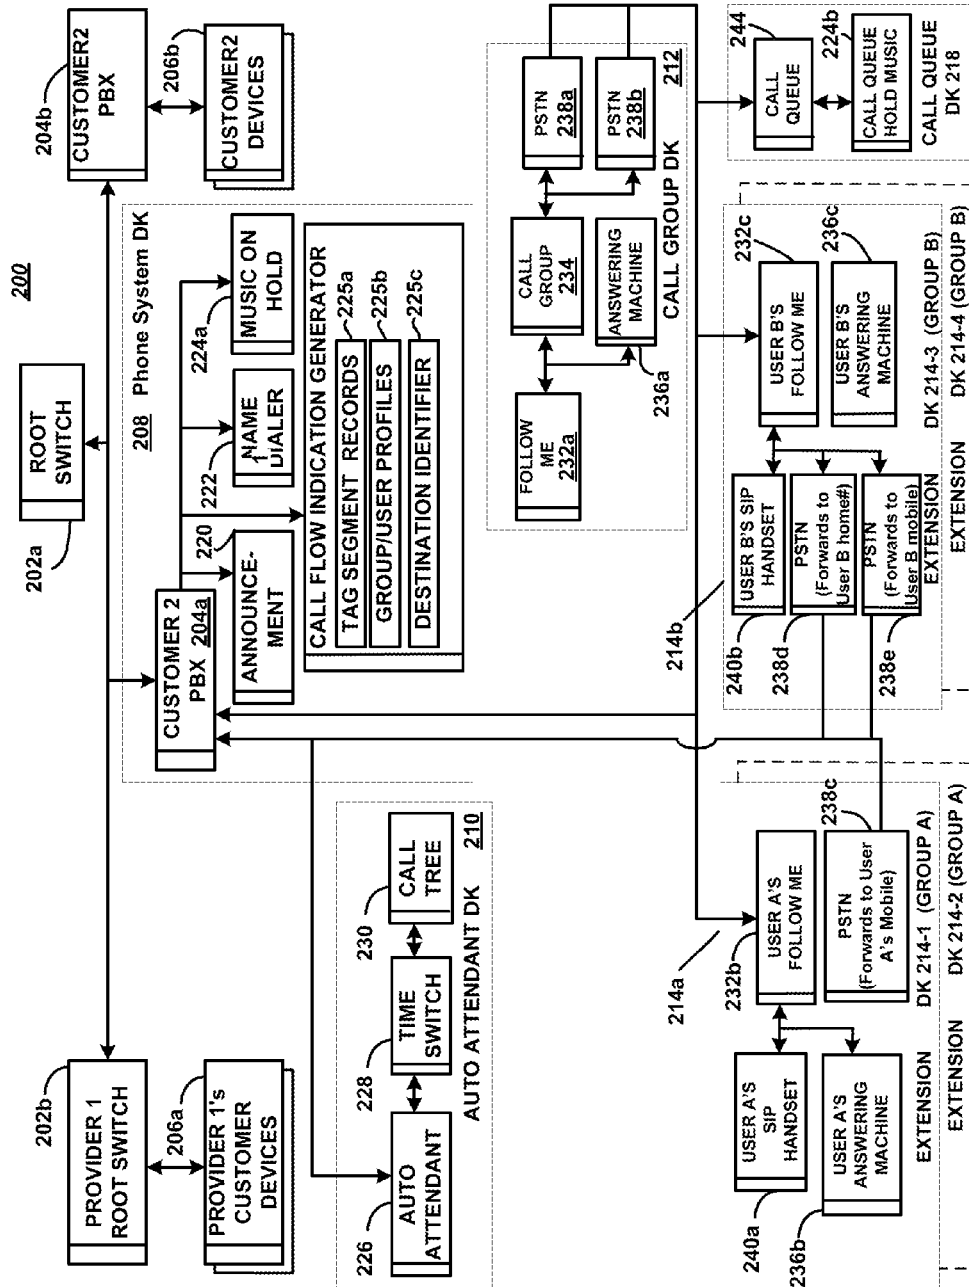 200
ROOT
SWITCH
202a
PROVIDER 1
ROOT SWITCH
202b
PROVIDER 1's
CUSTOMER
DEVICES
206a
CUSTOMER2
PBX
204b
CUSTOMER2
DEVICES
206b
208 Phone System DK
CUSTOMER 2
PBX 204a
ANNOUNCE-
MENT
220
NAME
DIALER
222
MUSIC ON
HOLD
224a
CALL FLOW INDICATION GENERATOR
TAG SEGMENT RECORDS
225a
GROUP/USER PROFILES
225b
DESTINATION IDENTIFIER
225c
AUTO
ATTENDANT
226
TIME
SWITCH
228
CALL
TREE
230
AUTO ATTENDANT DK 210
FOLLOW
ME 232a
CALL
GROUP
234
ANSWERING
MACHINE
236a
PSTN
238a
PSTN
238b
CALL GROUP DK 212
214a
USER A'S
SIP
HANDSET
240a
USER A'S
ANSWERING
MACHINE
236b
USER A'S
FOLLOW ME
232b
PSTN
(Forwards to User
A's Mobile)
238c
EXTENSION DK 214-1 (GROUP A)
EXTENSION DK 214-2 (GROUP A)
214b
USER B'S SIP
HANDSET
240b
PSTN
(Forwards to
User B home#)
238d
PSTN
(Forwards to
User B mobile)
238e
USER B'S
FOLLOW ME
232c
USER B'S
ANSWERING
MACHINE
236c
EXTENSION DK 214-3 (GROUP B)
EXTENSION DK 214-4 (GROUP B)
CALL
QUEUE
244
CALL QUEUE
HOLD MUSIC
224b
CALL QUEUE
DK 218